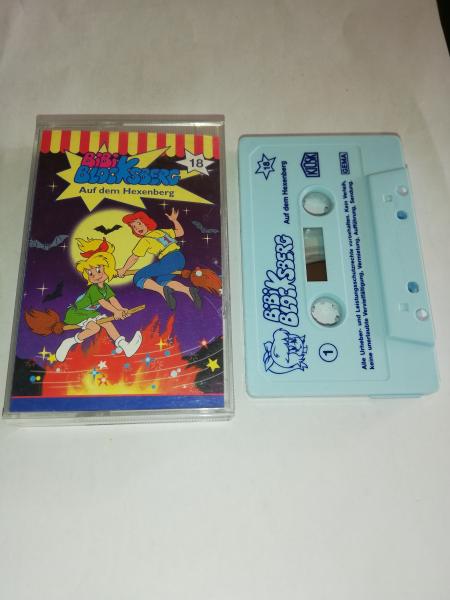 BiBi
BLOCKSBERG
18
Auf dem Hexenberg
18
KIDDINX
GEMA
BiBi
BLOCKSBERG
Auf dem Hexenberg
1
Alle Urheber- und Leistungsschutzrechte vorbehalten. Kein Verleih,
keine unerlaubte Vervielfältigung, Vermietung, Aufführung, Sendung.